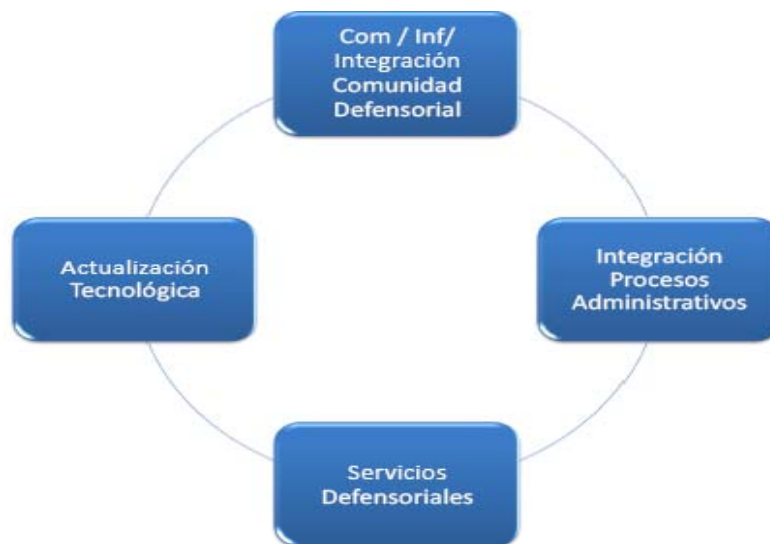 Com / Inf/
Integración
Comunidad
Defensorial
Actualización
Tecnológica
Integración
Procesos
Administrativos
Servicios
Defensoriales